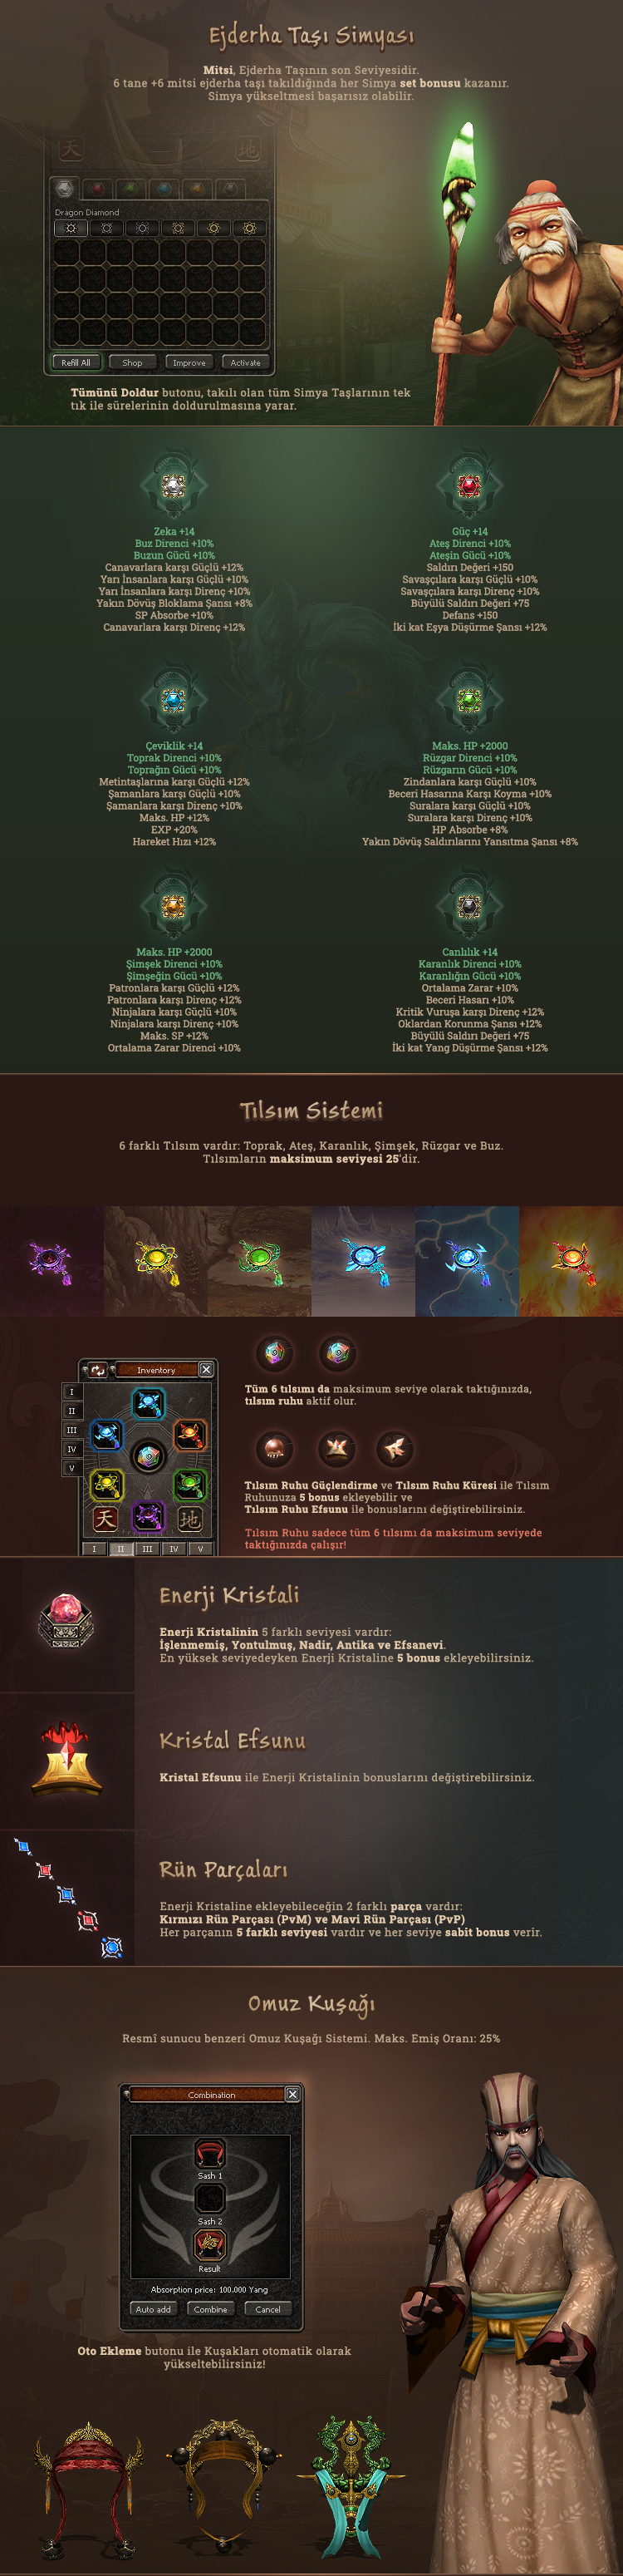 Ejderha Taşı Simyası
Mitsi, Ejderha Taşının son Seviyesidir.
6 tane +6 mitsi ejderha taşı takıldığında her Simya set bonusu kazanır.
Simya yükseltmesi başarısız olabilir.
天 地
Dragon Diamond
Refill All Shop Improve Activate
Tümünü Doldur butonu, takılı olan tüm Simya Taşlarının tek
tık ile sürelerinin doldurulmasına yarar.
Zeka +14
Buz Direnci +10%
Buzun Gücü +10%
Canavarlara karşı Güçlü +12%
Yarı İnsanlara karşı Güçlü +10%
Yarı İnsanlara karşı Direnç +10%
Yakın Dövüş Bloklama Şansı +8%
SP Absorbe +10%
Canavarlara karşı Direnç +12%
Güç +14
Ateş Direnci +10%
Ateşin Gücü +10%
Saldırı Değeri +150
Savaşçılara karşı Güçlü +10%
Savaşçılara karşı Direnç +10%
Büyülü Saldırı Değeri +75
Defans +150
İki kat Eşya Düşürme Şansı +12%
Çeviklik +14
Toprak Direnci +10%
Toprağın Gücü +10%
Metintaşlarına karşı Güçlü +12%
Şamanlara karşı Güçlü +10%
Şamanlara karşı Direnç +10%
Maks. HP +12%
EXP +20%
Hareket Hızı +12%
Maks. HP +2000
Rüzgar Direnci +10%
Rüzgarın Gücü +10%
Zindanlara karşı Güçlü +10%
Beceri Hasarına Karşı Koyma +10%
Suralara karşı Güçlü +10%
Suralara karşı Direnç +10%
HP Absorbe +8%
Yakın Dövüş Saldırılarını Yansıtma Şansı +8%
Maks. HP +2000
Şimşek Direnci +10%
Şimşeğin Gücü +10%
Patronlara karşı Güçlü +12%
Patronlara karşı Direnç +12%
Ninjalara karşı Güçlü +10%
Ninjalara karşı Direnç +10%
Maks. SP +12%
Ortalama Zarar Direnci +10%
Canlılık +14
Karanlık Direnci +10%
Karanlığın Gücü +10%
Ortalama Zarar +10%
Beceri Hasarı +10%
Kritik Vuruşa karşı Direnç +12%
Oklardan Korunma Şansı +12%
Büyülü Saldırı Değeri +75
İki kat Yang Düşürme Şansı +12%
Tılsım Sistemi
6 farklı Tılsım vardır: Toprak, Ateş, Karanlık, Şimşek, Rüzgar ve Buz.
Tılsımların maksimum seviyesi 25'dir.
Inventory
I
II
III
IV
V
天 地
I II III IV V
Tüm 6 tılsımı da maksimum seviye olarak taktığınızda,
tılsım ruhu aktif olur.
Tılsım Ruhu Güçlendirme ve Tılsım Ruhu Küresi ile Tılsım
Ruhunuza 5 bonus ekleyebilir ve
Tılsım Ruhu Efsunu ile bonuslarını değiştirebilirsiniz.
Tılsım Ruhu sadece tüm 6 tılsımı da maksimum seviyede
taktığınızda çalışır!
Enerji Kristali
Enerji Kristalinin 5 farklı seviyesi vardır:
İşlenmemiş, Yontulmuş, Nadir, Antika ve Efsanevi.
En yüksek seviyedeyken Enerji Kristaline 5 bonus ekleyebilirsiniz.
Kristal Efsunu
Kristal Efsunu ile Enerji Kristalinin bonuslarını değiştirebilirsiniz.
Rün Parçaları
Enerji Kristaline ekleyebileceğin 2 farklı parça vardır:
Kırmızı Rün Parçası (PvM) ve Mavi Rün Parçası (PvP)
Her parçanın 5 farklı seviyesi vardır ve her seviye sabit bonus verir.
Omuz Kuşağı
Resmî sunucu benzeri Omuz Kuşağı Sistemi. Maks. Emiş Oranı: 25%
Combination
Sash 1
Sash 2
Result
Absorption price: 100.000 Yang
Auto add Combine Cancel
Oto Ekleme butonu ile Kuşakları otomatik olarak
yükseltebilirsiniz!